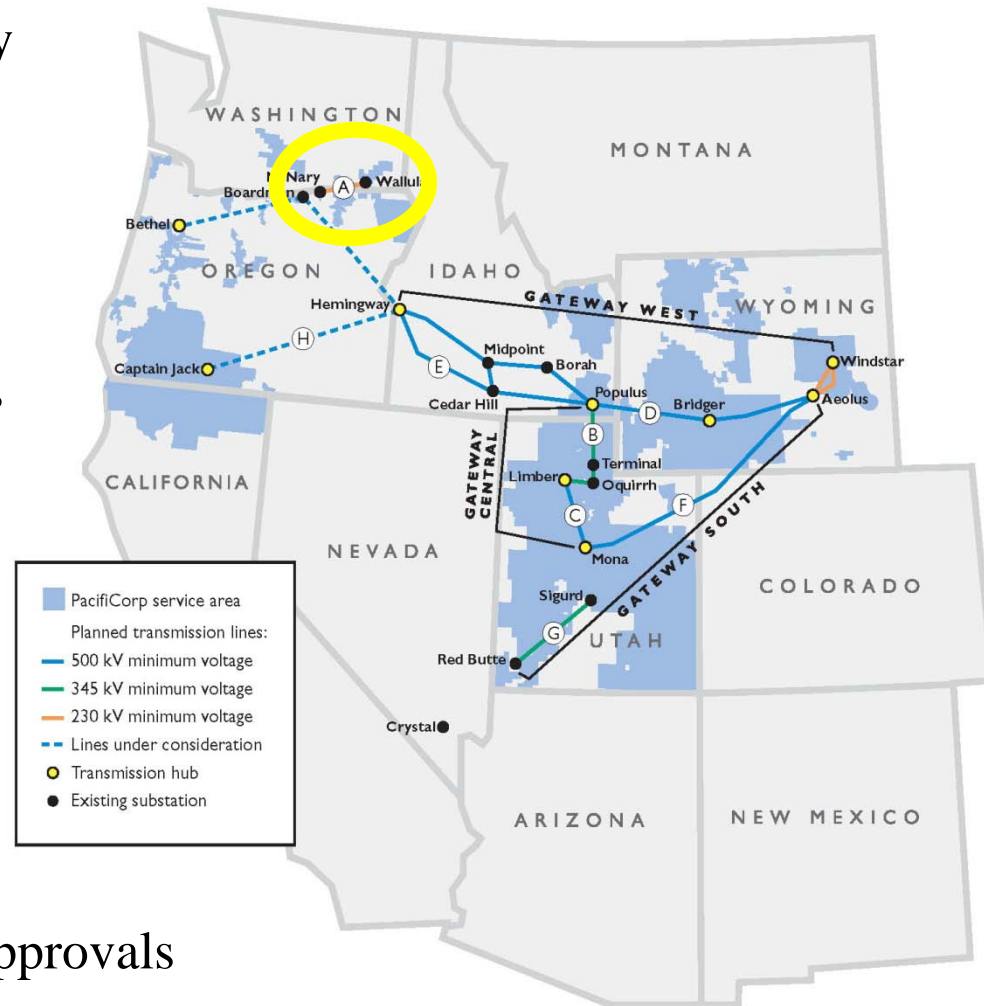 y
WASHINGTON
MONTANA
Nary
A
Wallula
Boardman
Bethel
OREGON
IDAHO
GATEWAY WEST
WYOMING
Hemingway
H
Midpoint
Windstar
E
Borah
Captain Jack
Populus
Cedar Hill
D
Bridger
Aeolus
,
B
GATEWAY
CENTRAL
Terminal
CALIFORNIA
Limber
Oquirrh
C
F
GATEWAY SOUTH
NEVADA
Mona
COLORADO
PacifiCorp service area
Sigurd
Planned transmission lines:
G
UTAH
500 kV minimum voltage
Red Butte
345 kV minimum voltage
230 kV minimum voltage
Crystal
Lines under consideration
Transmission hub
Existing substation
ARIZONA
NEW MEXICO
pprovals